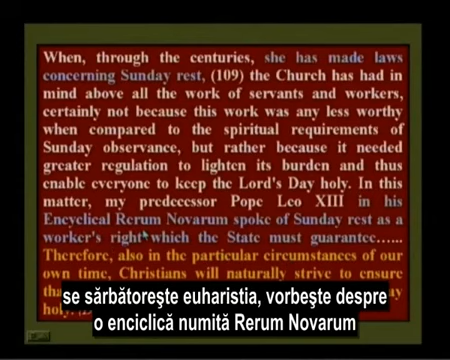 When, through the centuries, she has made laws
concerning Sunday rest, (109) the Church has had in
mind above all the work of servants and workers,
certainly not because this work was any less worthy
when compared to the spiritual requirements of
Sunday observance, but rather because it needed
greater regulation to lighten its burden and thus
enable everyone to keep the Lord's Day holy. In this
matter, my predecessor Pope Leo XIII in his
Encyclical Rerum Novarum spoke of Sunday rest as a
worker's right which the State must guarantee......
Therefore, also in the particular circumstances of our
own time, Christians will naturally strive to ensure
se sărbătoreşte euharistia, vorbeşte despre
o enciclică numită Rerum Novarum